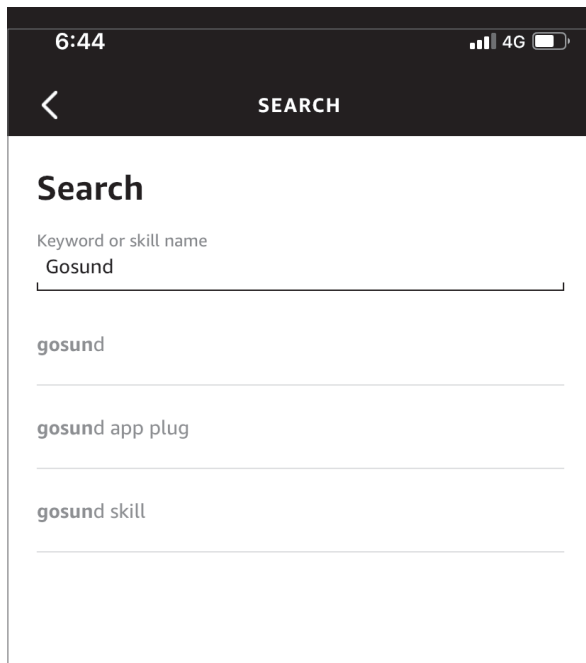 6:44
4G
SEARCH
Search
Keyword or skill name
Gosund
gosund
gosund app plug
gosund skill